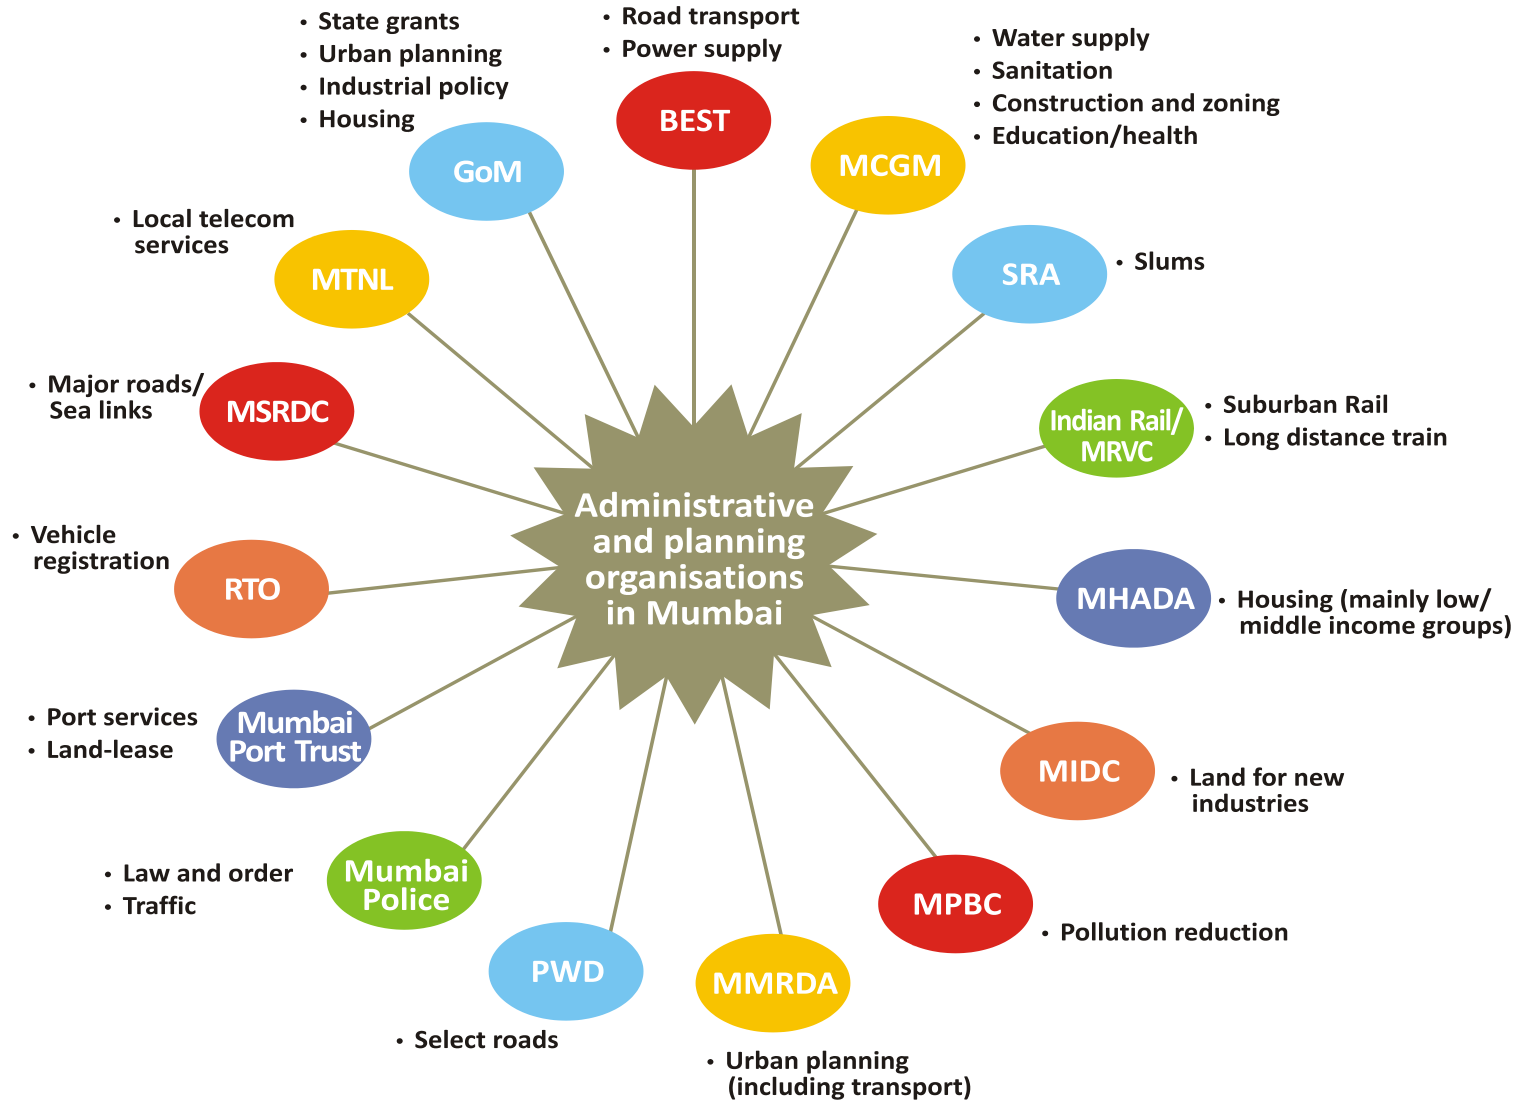 Administrative
and planning
organisations
in Mumbai
• Road transport
• Power supply
BEST
• Water supply
• Sanitation
• Construction and zoning
• Education/health
MCGM
SRA
• Slums
Indian Rail/
MRVC
• Suburban Rail
• Long distance train
MHADA
• Housing (mainly low/
middle income groups)
MIDC
• Land for new
industries
MPBC
• Pollution reduction
MMRDA
• Urban planning
(including transport)
PWD
• Select roads
Mumbai
Police
• Law and order
• Traffic
Mumbai
Port Trust
• Port services
• Land-lease
RTO
• Vehicle
registration
MSRDC
• Major roads/
Sea links
MTNL
• Local telecom
services
• State grants
• Urban planning
• Industrial policy
• Housing
GoM